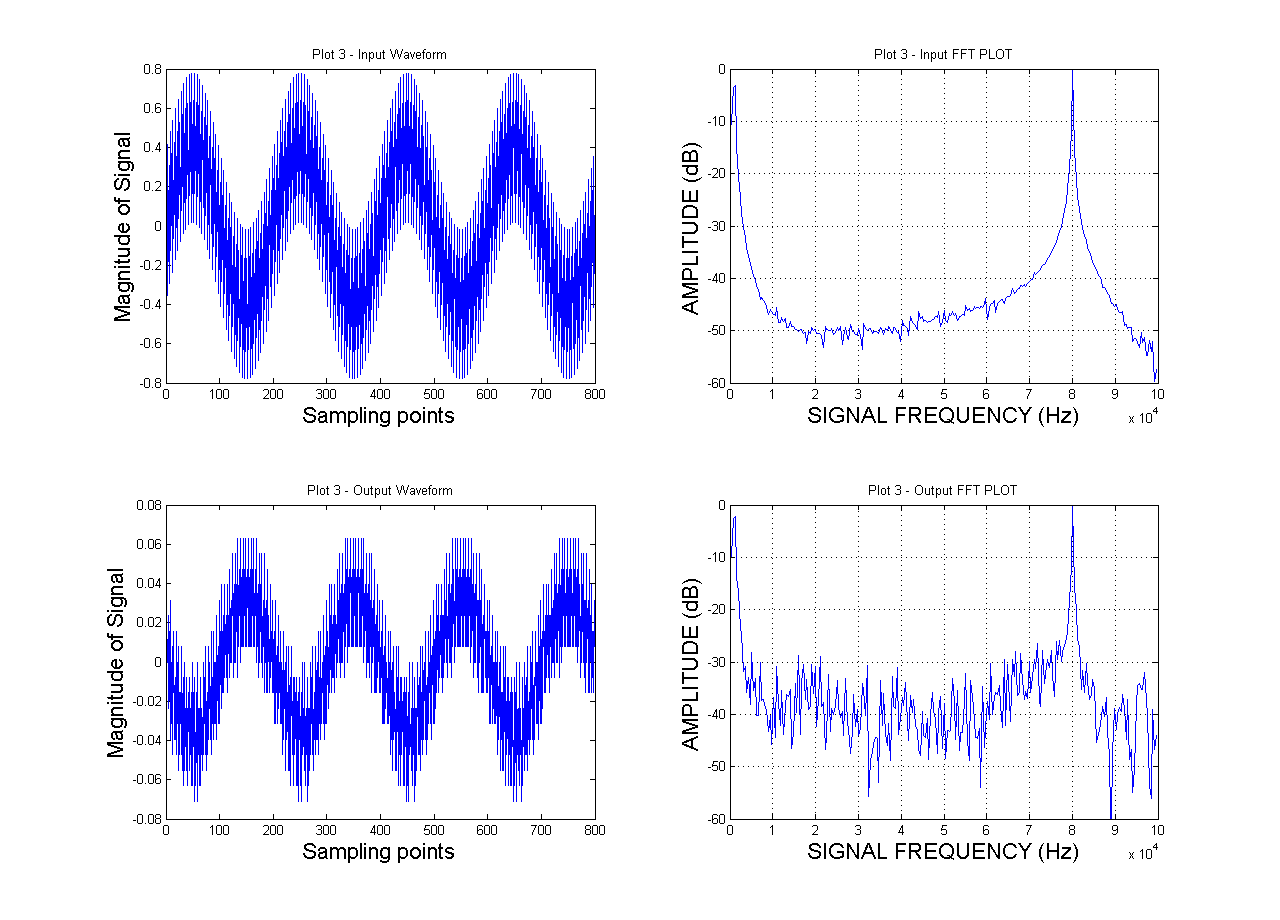 Plot 3 - Input Waveform
0.8
0.6
0.4
0.2
0
-0.2
-0.4
-0.6
-0.8
Magnitude of Signal
0 100 200 300 400 500 600 700 800
Sampling points
Plot 3 - Input FFT PLOT
0
-10
-20
-30
-40
-50
-60
AMPLITUDE (dB)
0 1 2 3 4 5 6 7 8 9 10
SIGNAL FREQUENCY (Hz)
x 10^4
Plot 3 - Output Waveform
0.08
0.06
0.04
0.02
0
-0.02
-0.04
-0.06
-0.08
Magnitude of Signal
0 100 200 300 400 500 600 700 800
Sampling points
Plot 3 - Output FFT PLOT
0
-10
-20
-30
-40
-50
-60
AMPLITUDE (dB)
0 1 2 3 4 5 6 7 8 9 10
SIGNAL FREQUENCY (Hz)
x 10^4